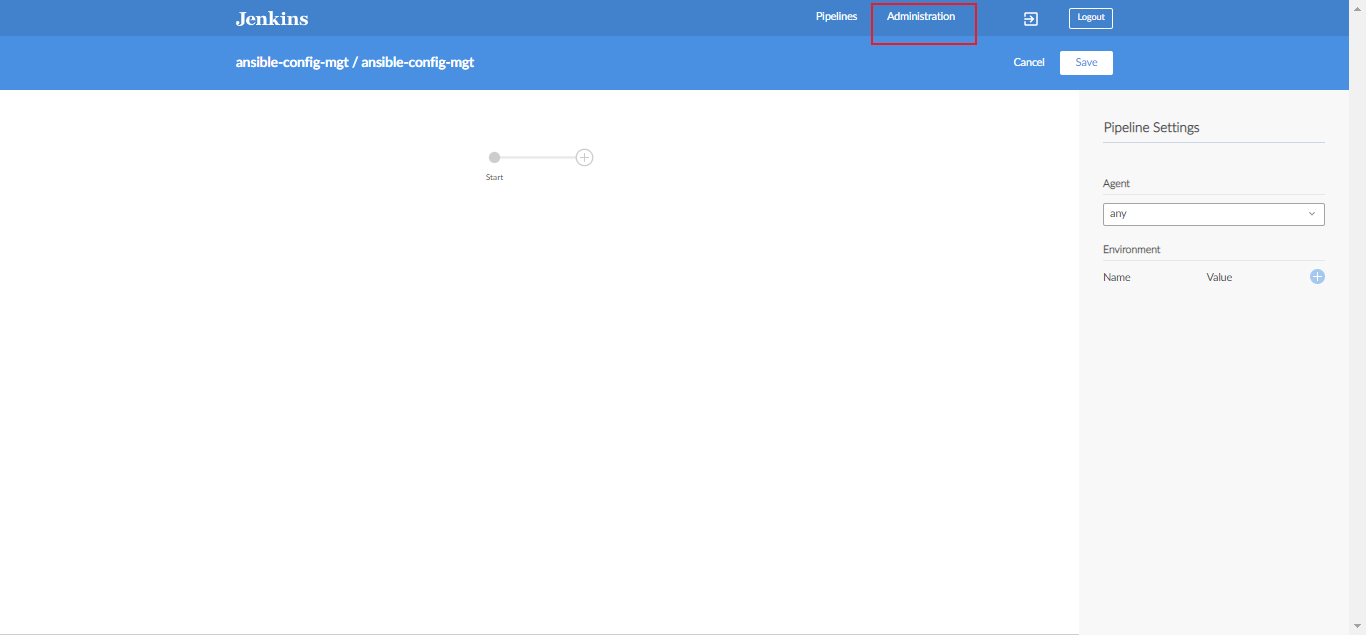 Jenkins
Pipelines
Administration
Logout
ansible-config-mgt / ansible-config-mgt
Cancel
Save
Start
Pipeline Settings
Agent
any
Environment
Name Value